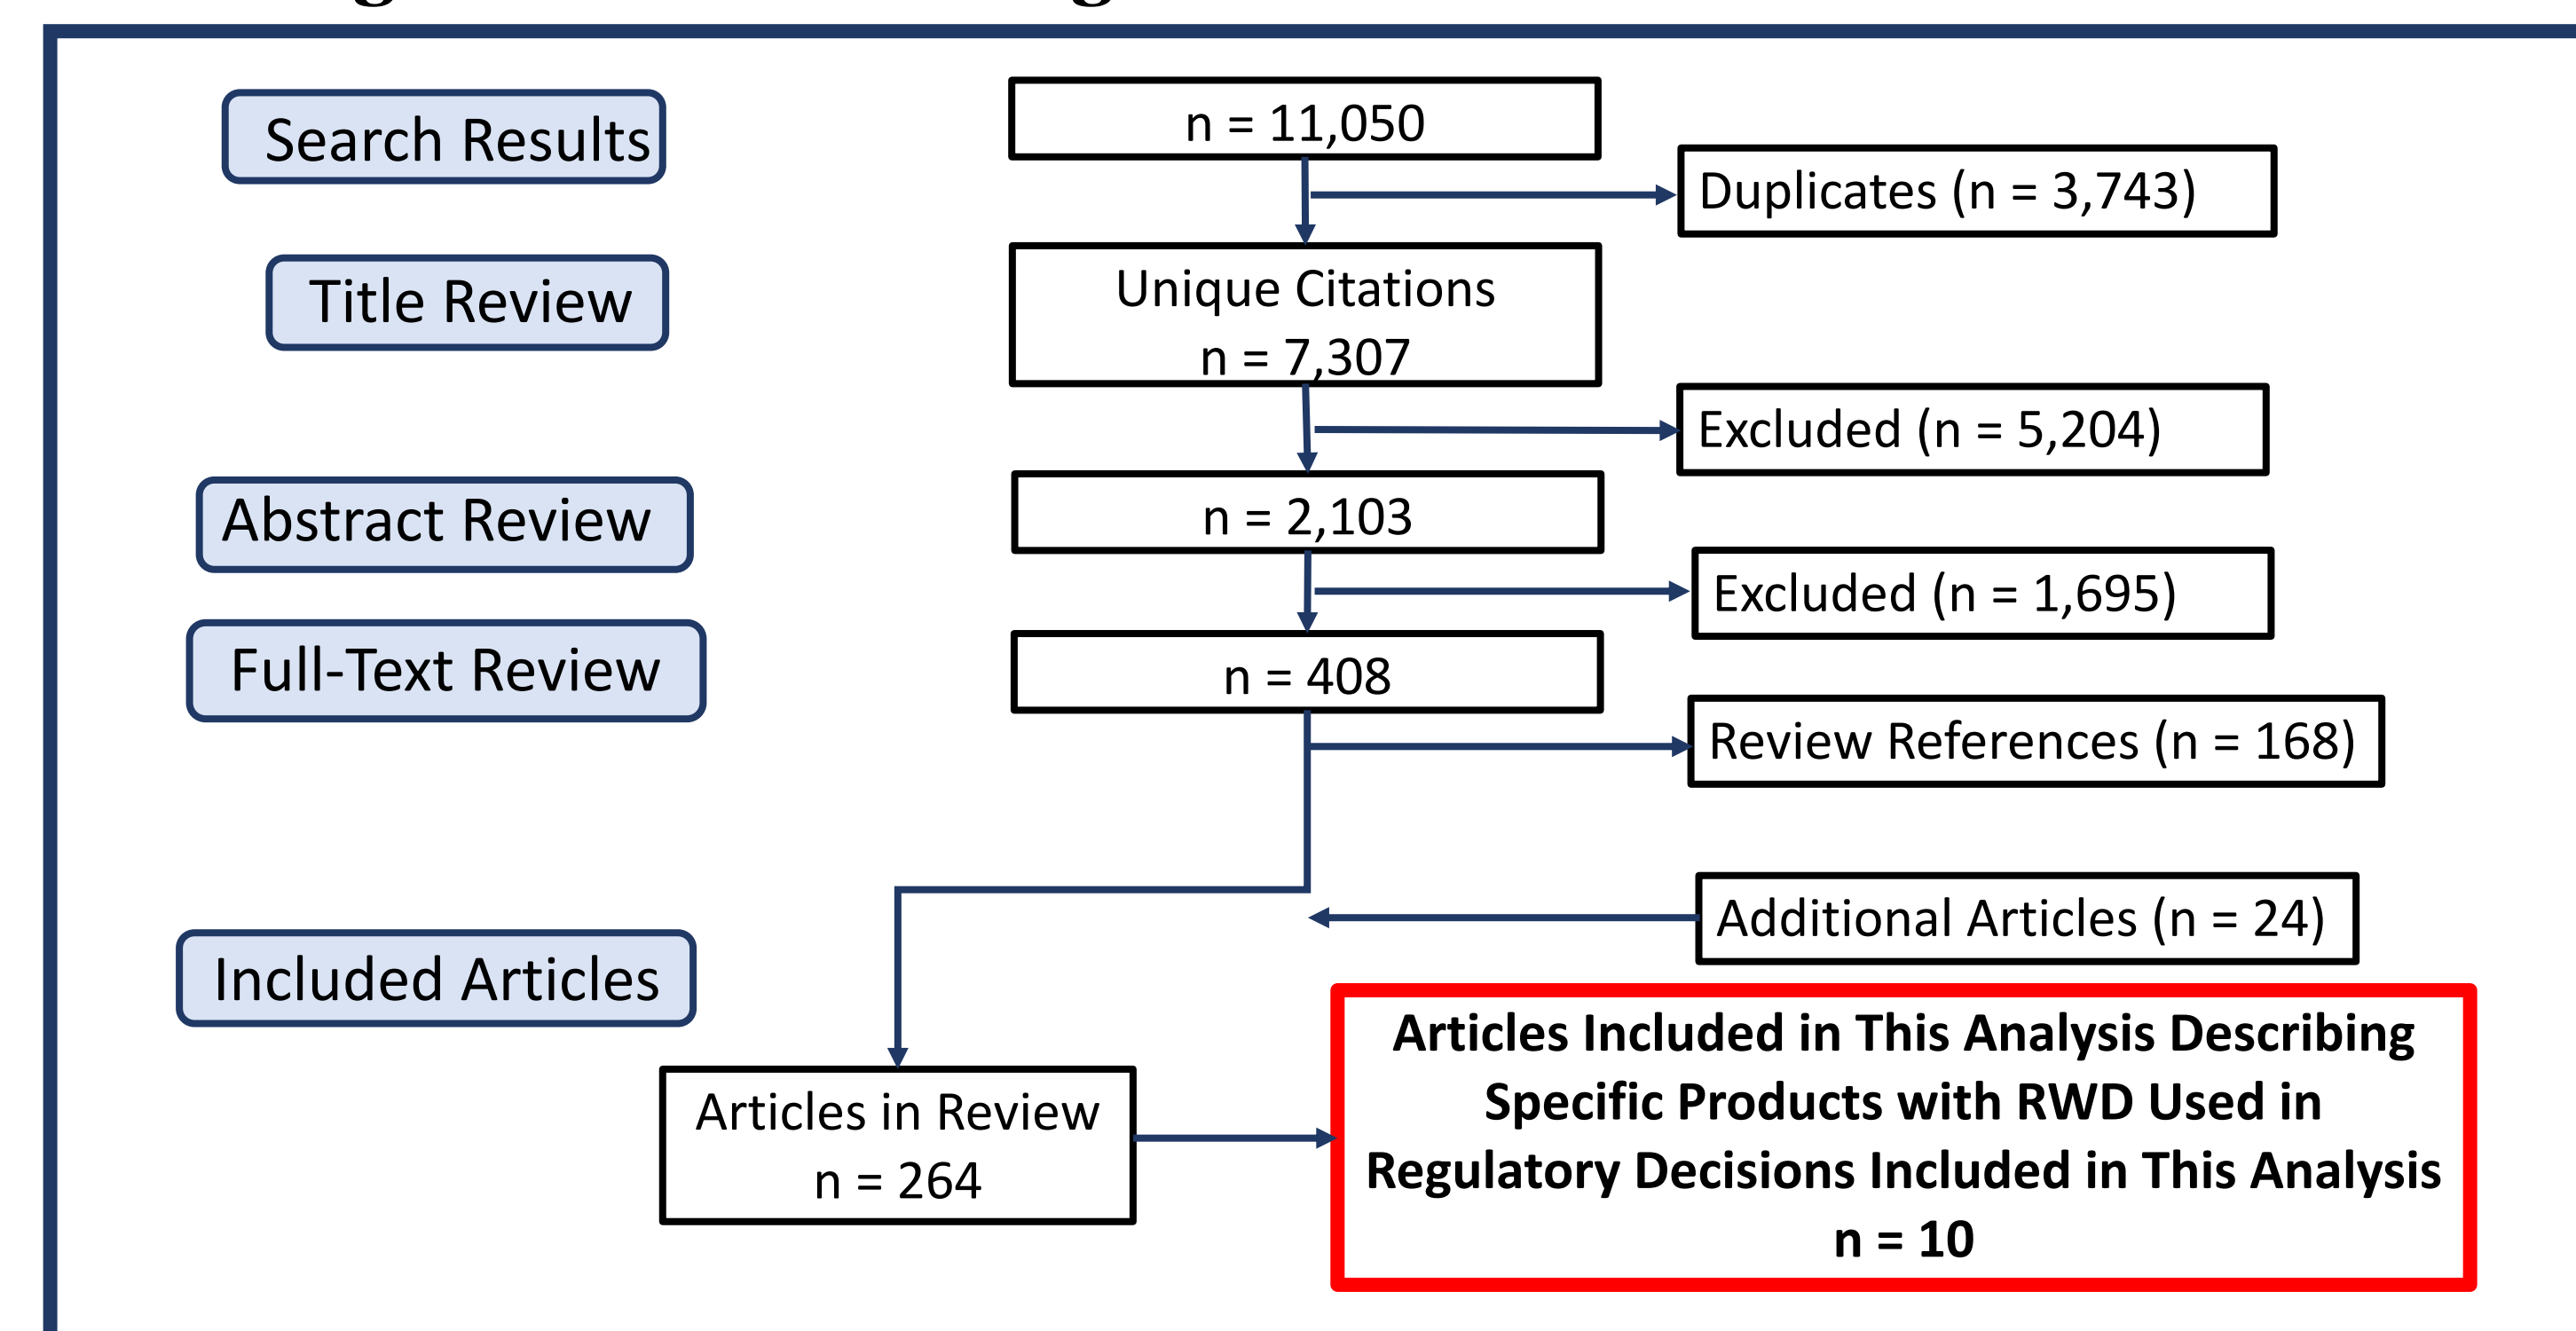 Search Results
n = 11,050
Duplicates (n = 3,743)
Title Review
Unique Citations
n = 7,307
Excluded (n = 5,204)
Abstract Review
n = 2,103
Excluded (n = 1,695)
Full-Text Review
n = 408
Review References (n = 168)
Additional Articles (n = 24)
Included Articles
Articles in Review
n = 264
Articles Included in This Analysis Describing
Specific Products with RWD Used in
Regulatory Decisions Included in This Analysis
n = 10